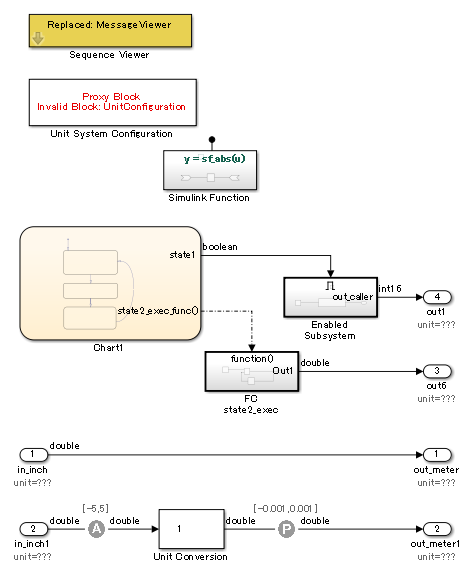 Replaced: MessageViewer
Sequence Viewer
Proxy Block
Invalid Block: UnitConfiguration
Unit System Configuration
y = sf_abs(u)
Simulink Function
state1
boolean
state2_exec_func()
Chart1
out_caller
int16
4
Enabled
Subsystem
out1
unit=???
function()
Out1
double
3
FC
state2_exec
out6
unit=???
1
double
1
in_inch
out_meter
unit=???
unit=???
[-5,5]
[-0.001,0.001]
2
double
A
double
1
double
P
double
2
in_inch1
Unit Conversion
out_meter1
unit=???
unit=???